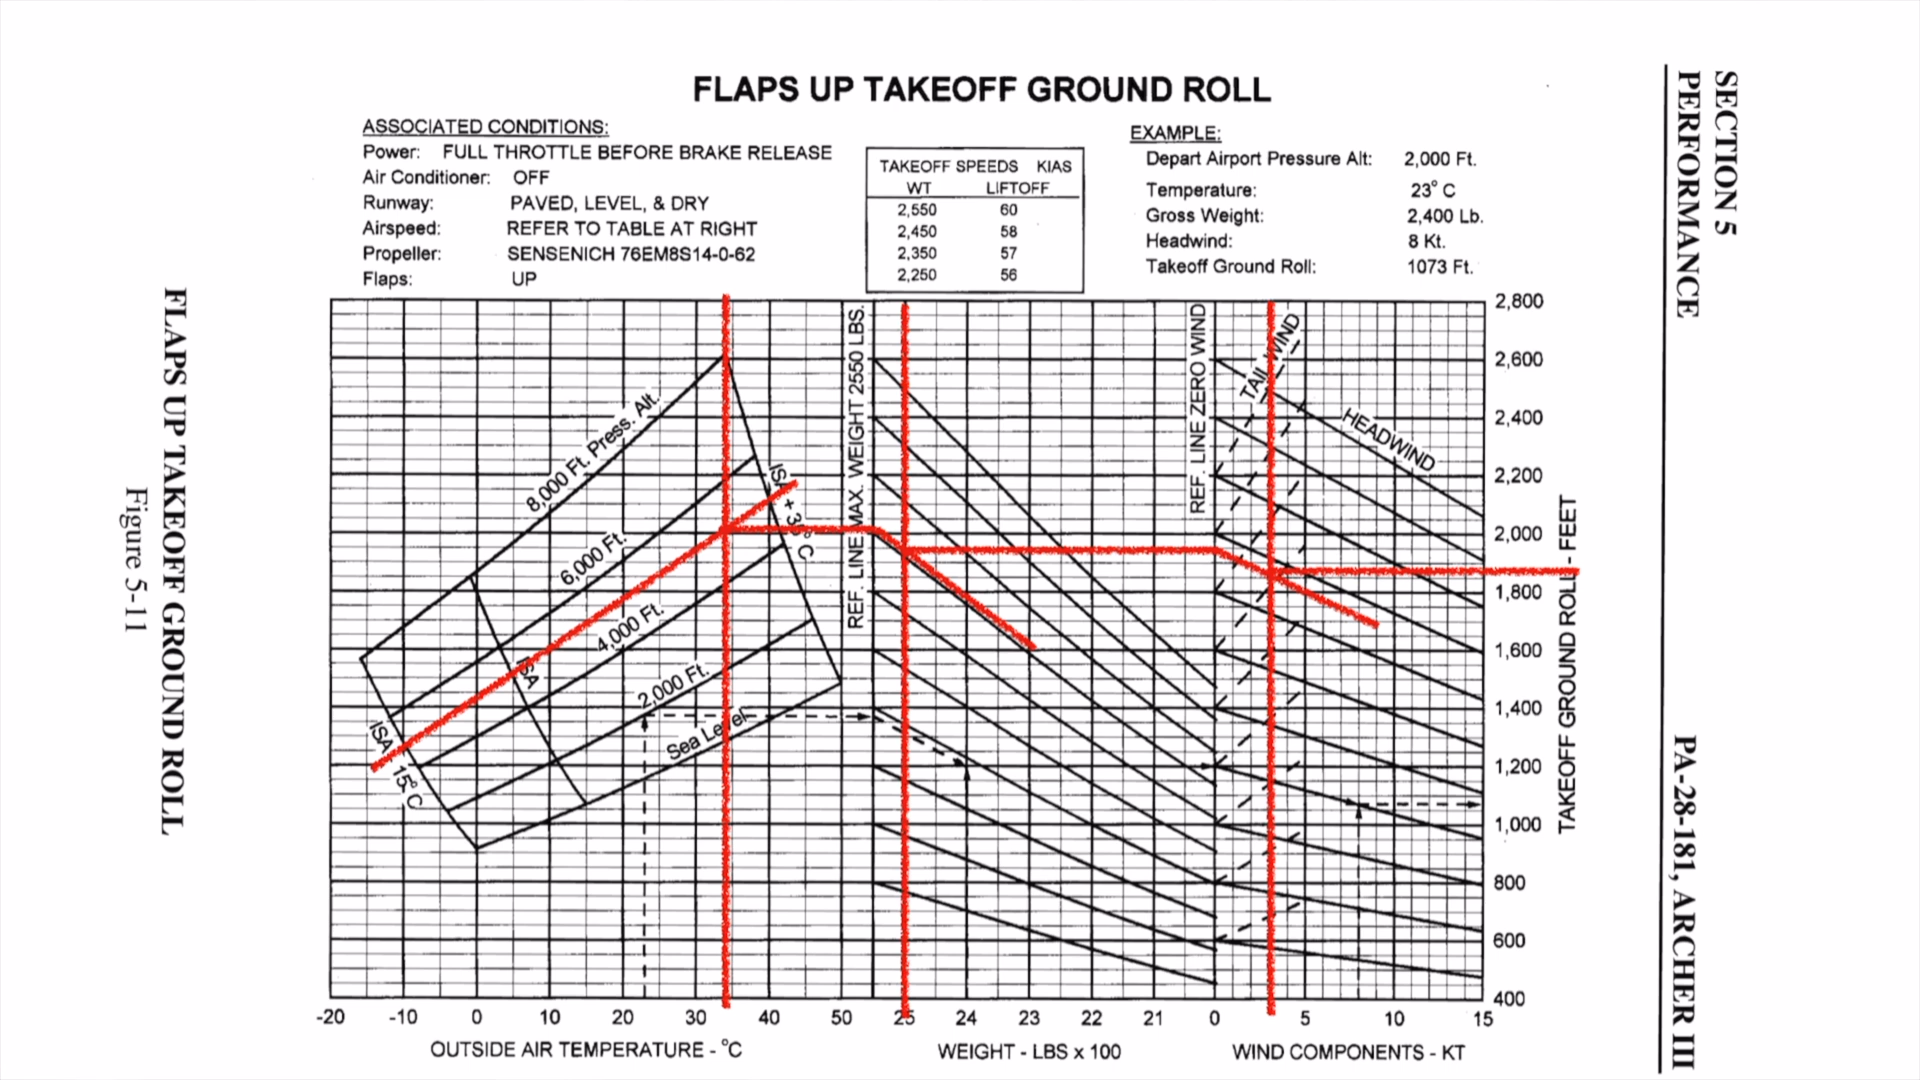 FLAPS UP TAKEOFF GROUND ROLL
ASSOCIATED CONDITIONS:
Power: FULL THROTTLE BEFORE BRAKE RELEASE
Air Conditioner: OFF
Runway: PAVED, LEVEL, & DRY
Airspeed: REFER TO TABLE AT RIGHT
Propeller: SENSENICH 76EM8S14-0-62
Flaps: UP
TAKEOFF SPEEDS KIAS
WT LIFTOFF
2,550 60
2,450 58
2,350 57
2,250 56
EXAMPLE:
Depart Airport Pressure Alt: 2,000 Ft.
Temperature: 23° C
Gross Weight: 2,400 Lb.
Headwind: 8 Kt.
Takeoff Ground Roll: 1073 Ft.
SECTION 5
PERFORMANCE
PA-28-181, ARCHER III
FLAPS UP TAKEOFF GROUND ROLL
Figure 5-11
8,000 Ft. Press. Alt.
6,000 Ft.
4,000 Ft.
2,000 Ft.
Sea Level
ISA - 15° C
ISA
ISA + 35° C
REF. LINE MAX. WEIGHT 2550 LBS.
REF. LINE ZERO WIND
TAIL WIND
HEADWIND
2,800
2,600
2,400
2,200
2,000
1,800
1,600
1,400
1,200
1,000
800
600
400
TAKEOFF GROUND ROLL - FEET
-20 -10 0 10 20 30 40 50 25 24 23 22 21 0 5 10 15
OUTSIDE AIR TEMPERATURE - °C
WEIGHT - LBS x 100
WIND COMPONENTS - KT